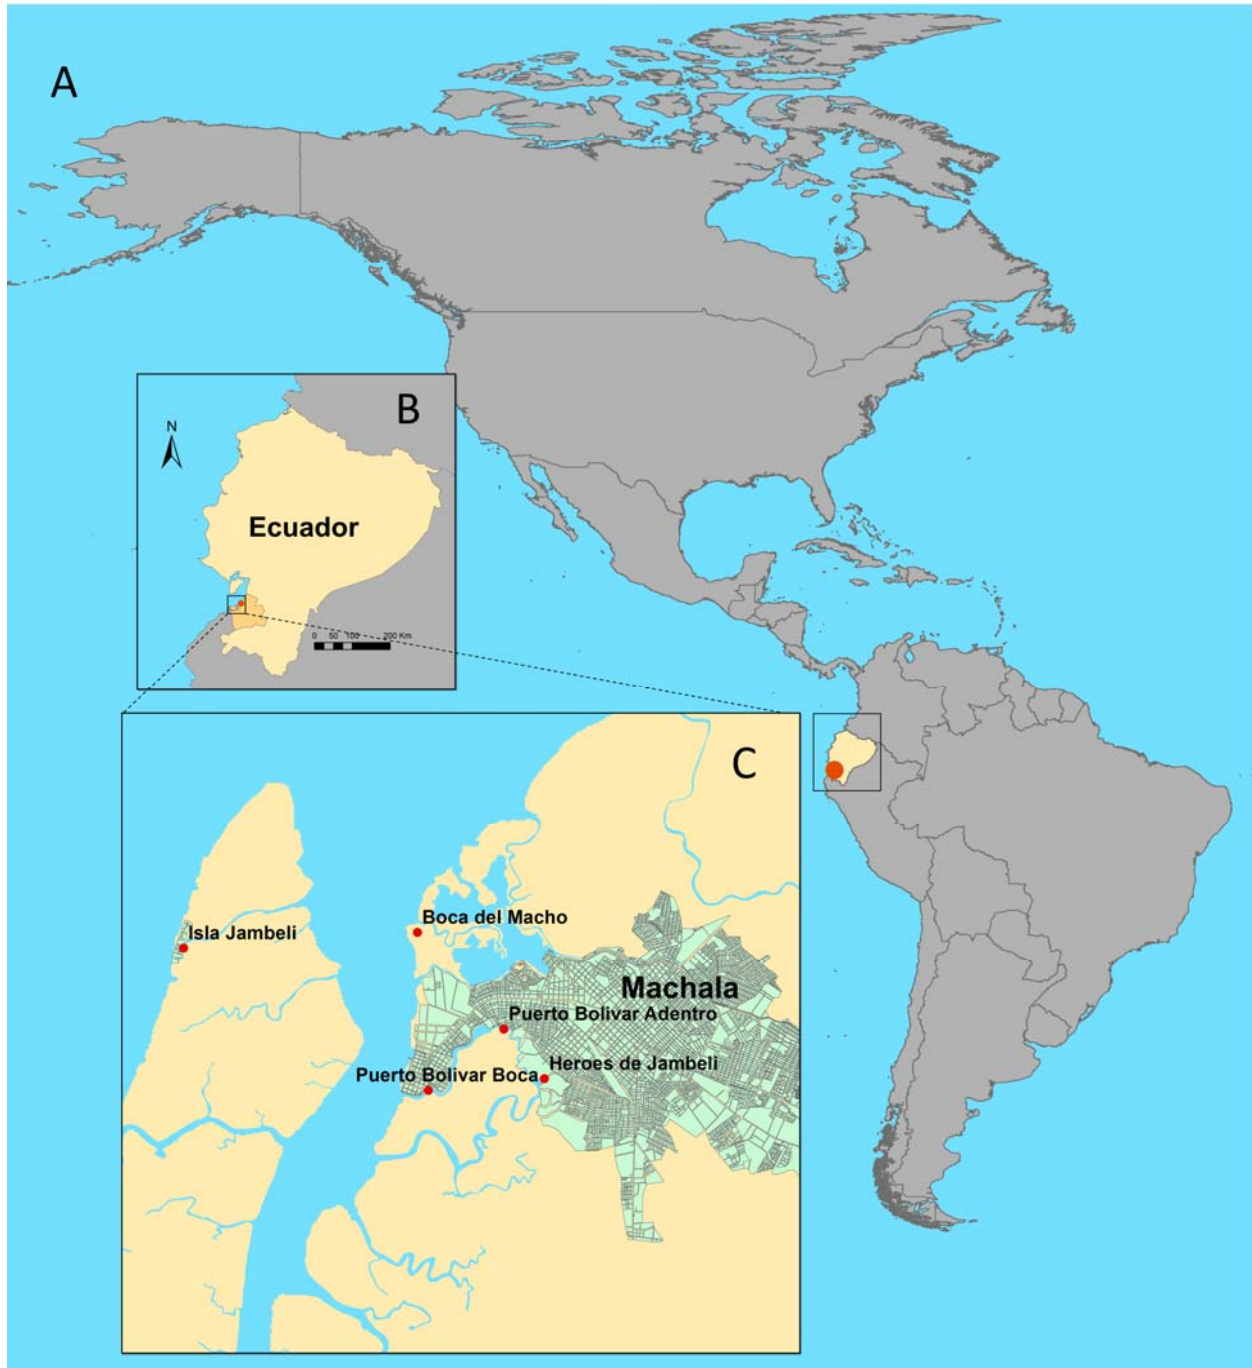 A
B
N
Ecuador
0 50 100 200 Km
C
Boca del Macho
Isla Jambeli
Machala
Puerto Bolivar Adentro
Heroes de Jambeli
Puerto Bolivar Boca